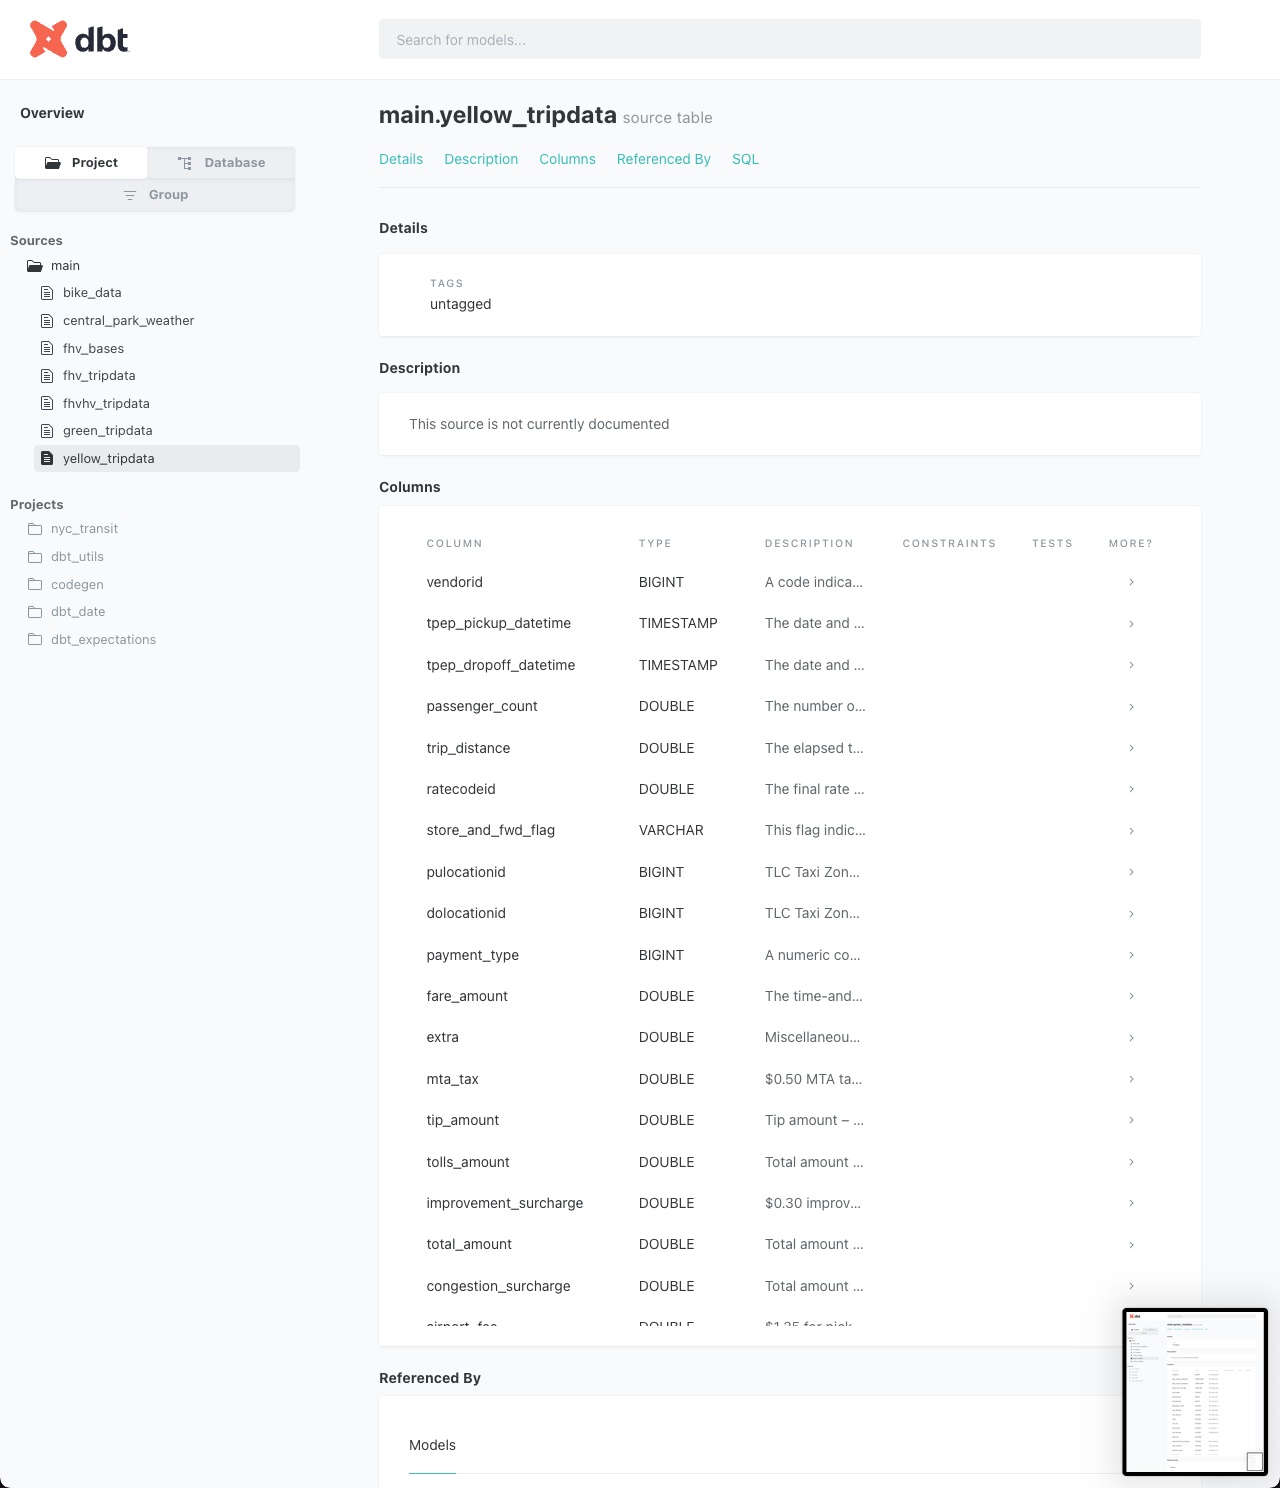 dbt
Search for models...
Overview
Project
Database
Group
Sources
main
bike_data
central_park_weather
fhv_bases
fhv_tripdata
fhvhv_tripdata
green_tripdata
yellow_tripdata
Projects
nyc_transit
dbt_utils
codegen
dbt_date
dbt_expectations
main.yellow_tripdata source table
Details Description Columns Referenced By SQL
Details
TAGS
untagged
Description
This source is not currently documented
Columns
COLUMN TYPE DESCRIPTION CONSTRAINTS TESTS MORE?
vendorid BIGINT A code indica...
tpep_pickup_datetime TIMESTAMP The date and ...
tpep_dropoff_datetime TIMESTAMP The date and ...
passenger_count DOUBLE The number o...
trip_distance DOUBLE The elapsed t...
ratecodeid DOUBLE The final rate ...
store_and_fwd_flag VARCHAR This flag indic...
pulocationid BIGINT TLC Taxi Zon...
dolocationid BIGINT TLC Taxi Zon...
payment_type BIGINT A numeric co...
fare_amount DOUBLE The time-and...
extra DOUBLE Miscellaneou...
mta_tax DOUBLE $0.50 MTA ta...
tip_amount DOUBLE Tip amount – ...
tolls_amount DOUBLE Total amount ...
improvement_surcharge DOUBLE $0.30 improv...
total_amount DOUBLE Total amount ...
congestion_surcharge DOUBLE Total amount ...
airport_fee DOUBLE $1.25 for pick...
Referenced By
Models